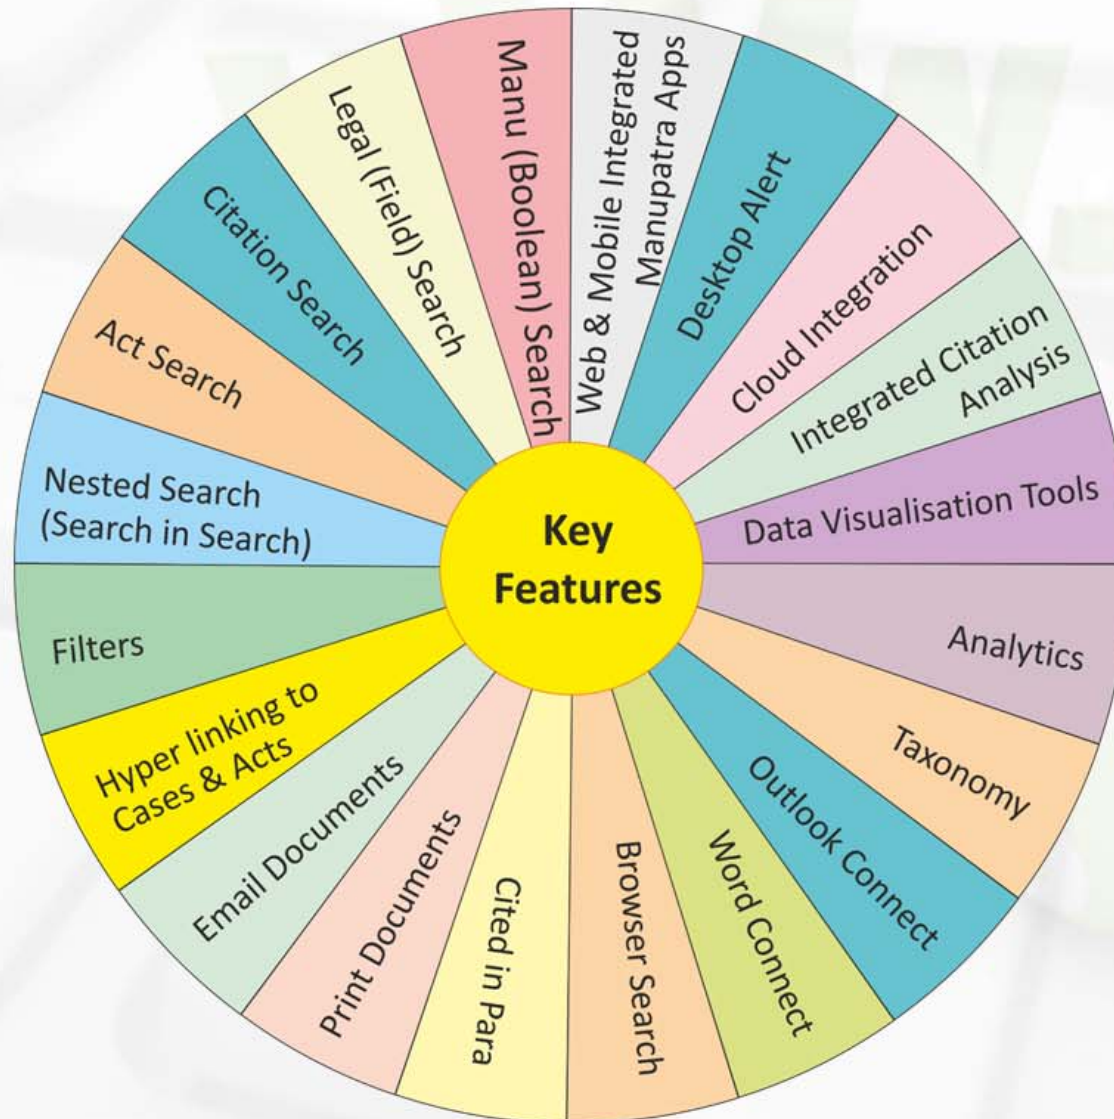 Key
Features
Web & Mobile Integrated
Manupatra Apps
Desktop Alert
Cloud Integration
Integrated Citation
Analysis
Data Visualisation Tools
Analytics
Taxonomy
Outlook Connect
Word Connect
Browser Search
Cited in Para
Print Documents
Email Documents
Hyper linking to
Cases & Acts
Filters
Nested Search
(Search in Search)
Act Search
Citation Search
Legal (Field) Search
Manu (Boolean) Search